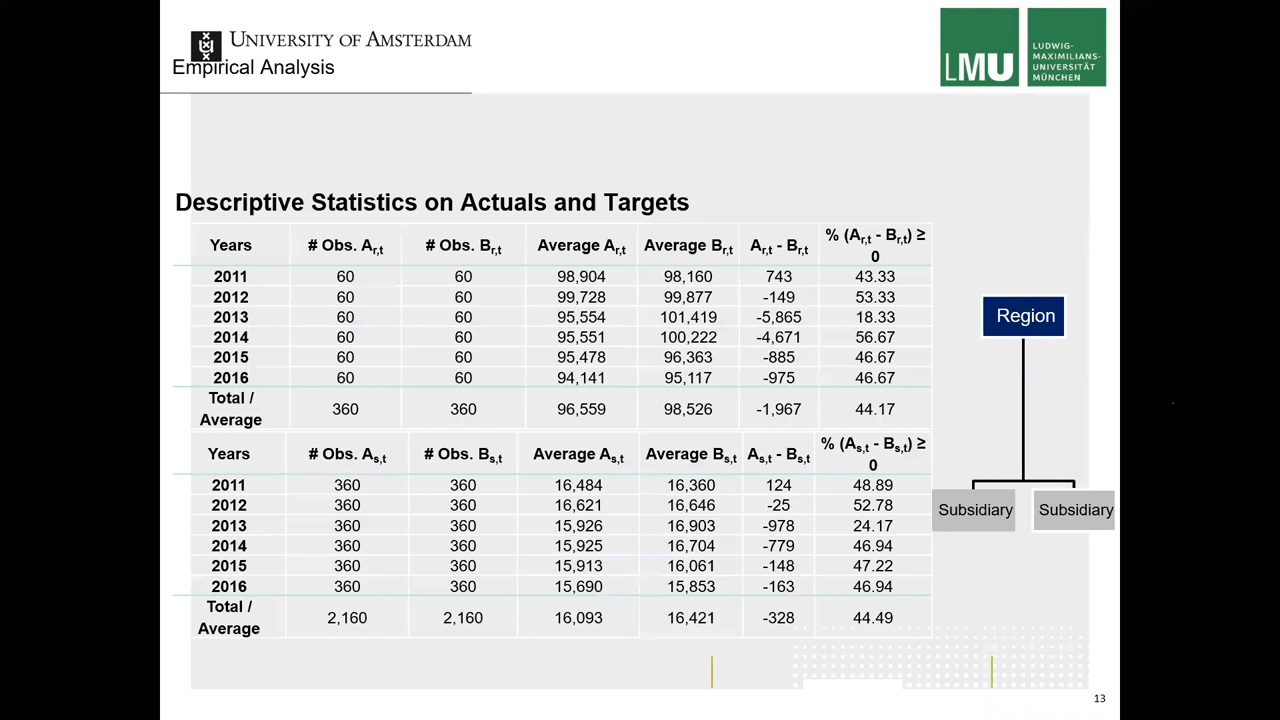 UNIVERSITY OF AMSTERDAM
Empirical Analysis
LMU
LUDWIG-
MAXIMILIANS-
UNIVERSITÄT
MÜNCHEN
Descriptive Statistics on Actuals and Targets
Years # Obs. Ar,t # Obs. Br,t Average Ar,t Average Br,t Ar,t - Br,t % (Ar,t - Br,t) ≥ 0
2011 60 60 98,904 98,160 743 43.33
2012 60 60 99,728 99,877 -149 53.33
2013 60 60 95,554 101,419 -5,865 18.33
2014 60 60 95,551 100,222 -4,671 56.67
2015 60 60 95,478 96,363 -885 46.67
2016 60 60 94,141 95,117 -975 46.67
Total / Average 360 360 96,559 98,526 -1,967 44.17
Years # Obs. As,t # Obs. Bs,t Average As,t Average Bs,t As,t - Bs,t % (As,t - Bs,t) ≥ 0
2011 360 360 16,484 16,360 124 48.89
2012 360 360 16,621 16,646 -25 52.78
2013 360 360 15,926 16,903 -978 24.17
2014 360 360 15,925 16,704 -779 46.94
2015 360 360 15,913 16,061 -148 47.22
2016 360 360 15,690 15,853 -163 46.94
Total / Average 2,160 2,160 16,093 16,421 -328 44.49
Region
Subsidiary Subsidiary
13